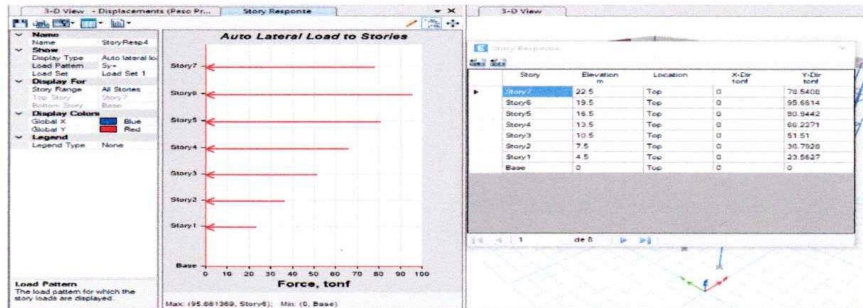 3-D View - Displacements (Peso Pr...
Story Response
Name
Name StoryResp4
Show
Display Type Auto lateral lo
Load Pattern Sy+
Load Set Load Set 1
Display For
Story Range All Stories
Top Story Story7
Bottom Story Base
Display Colors
Global X Blue
Global Y Red
Legend
Legend Type None
Load Pattern
The load pattern for which the
story loads are displayed.
Auto Lateral Load to Stories
Story7
Story6
Story5
Story4
Story3
Story2
Story1
Base
0 10 20 30 40 50 60 70 80 90 100
Force, tonf
Max: (95.661369, Story6); Min: (0, Base)
3-D View
Story Response
Story Elevation Location X-Dir Y-Dir
m tonf tonf
Story7 22.5 Top 0 78.5408
Story6 19.5 Top 0 95.6614
Story5 16.5 Top 0 80.9442
Story4 13.5 Top 0 66.2271
Story3 10.5 Top 0 51.51
Story2 7.5 Top 0 36.7928
Story1 4.5 Top 0 23.5627
Base 0 Top 0 0
1 de 8